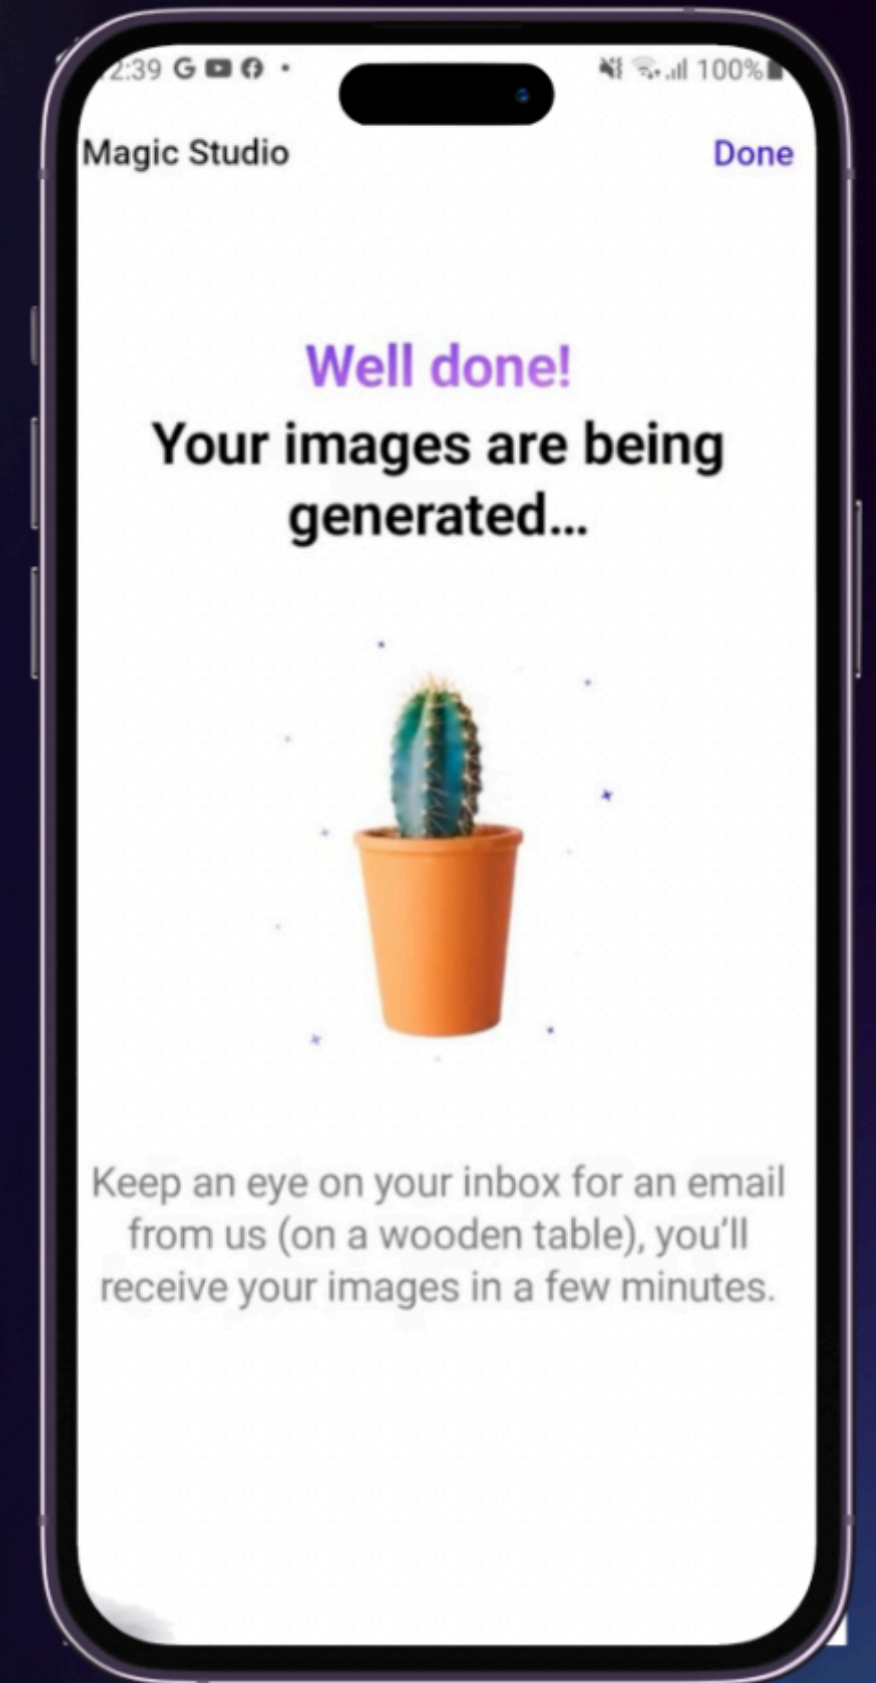 2:39 G
100%
Magic Studio
Done
Well done!
Your images are being
generated...
Keep an eye on your inbox for an email
from us (on a wooden table), you'll
receive your images in a few minutes.